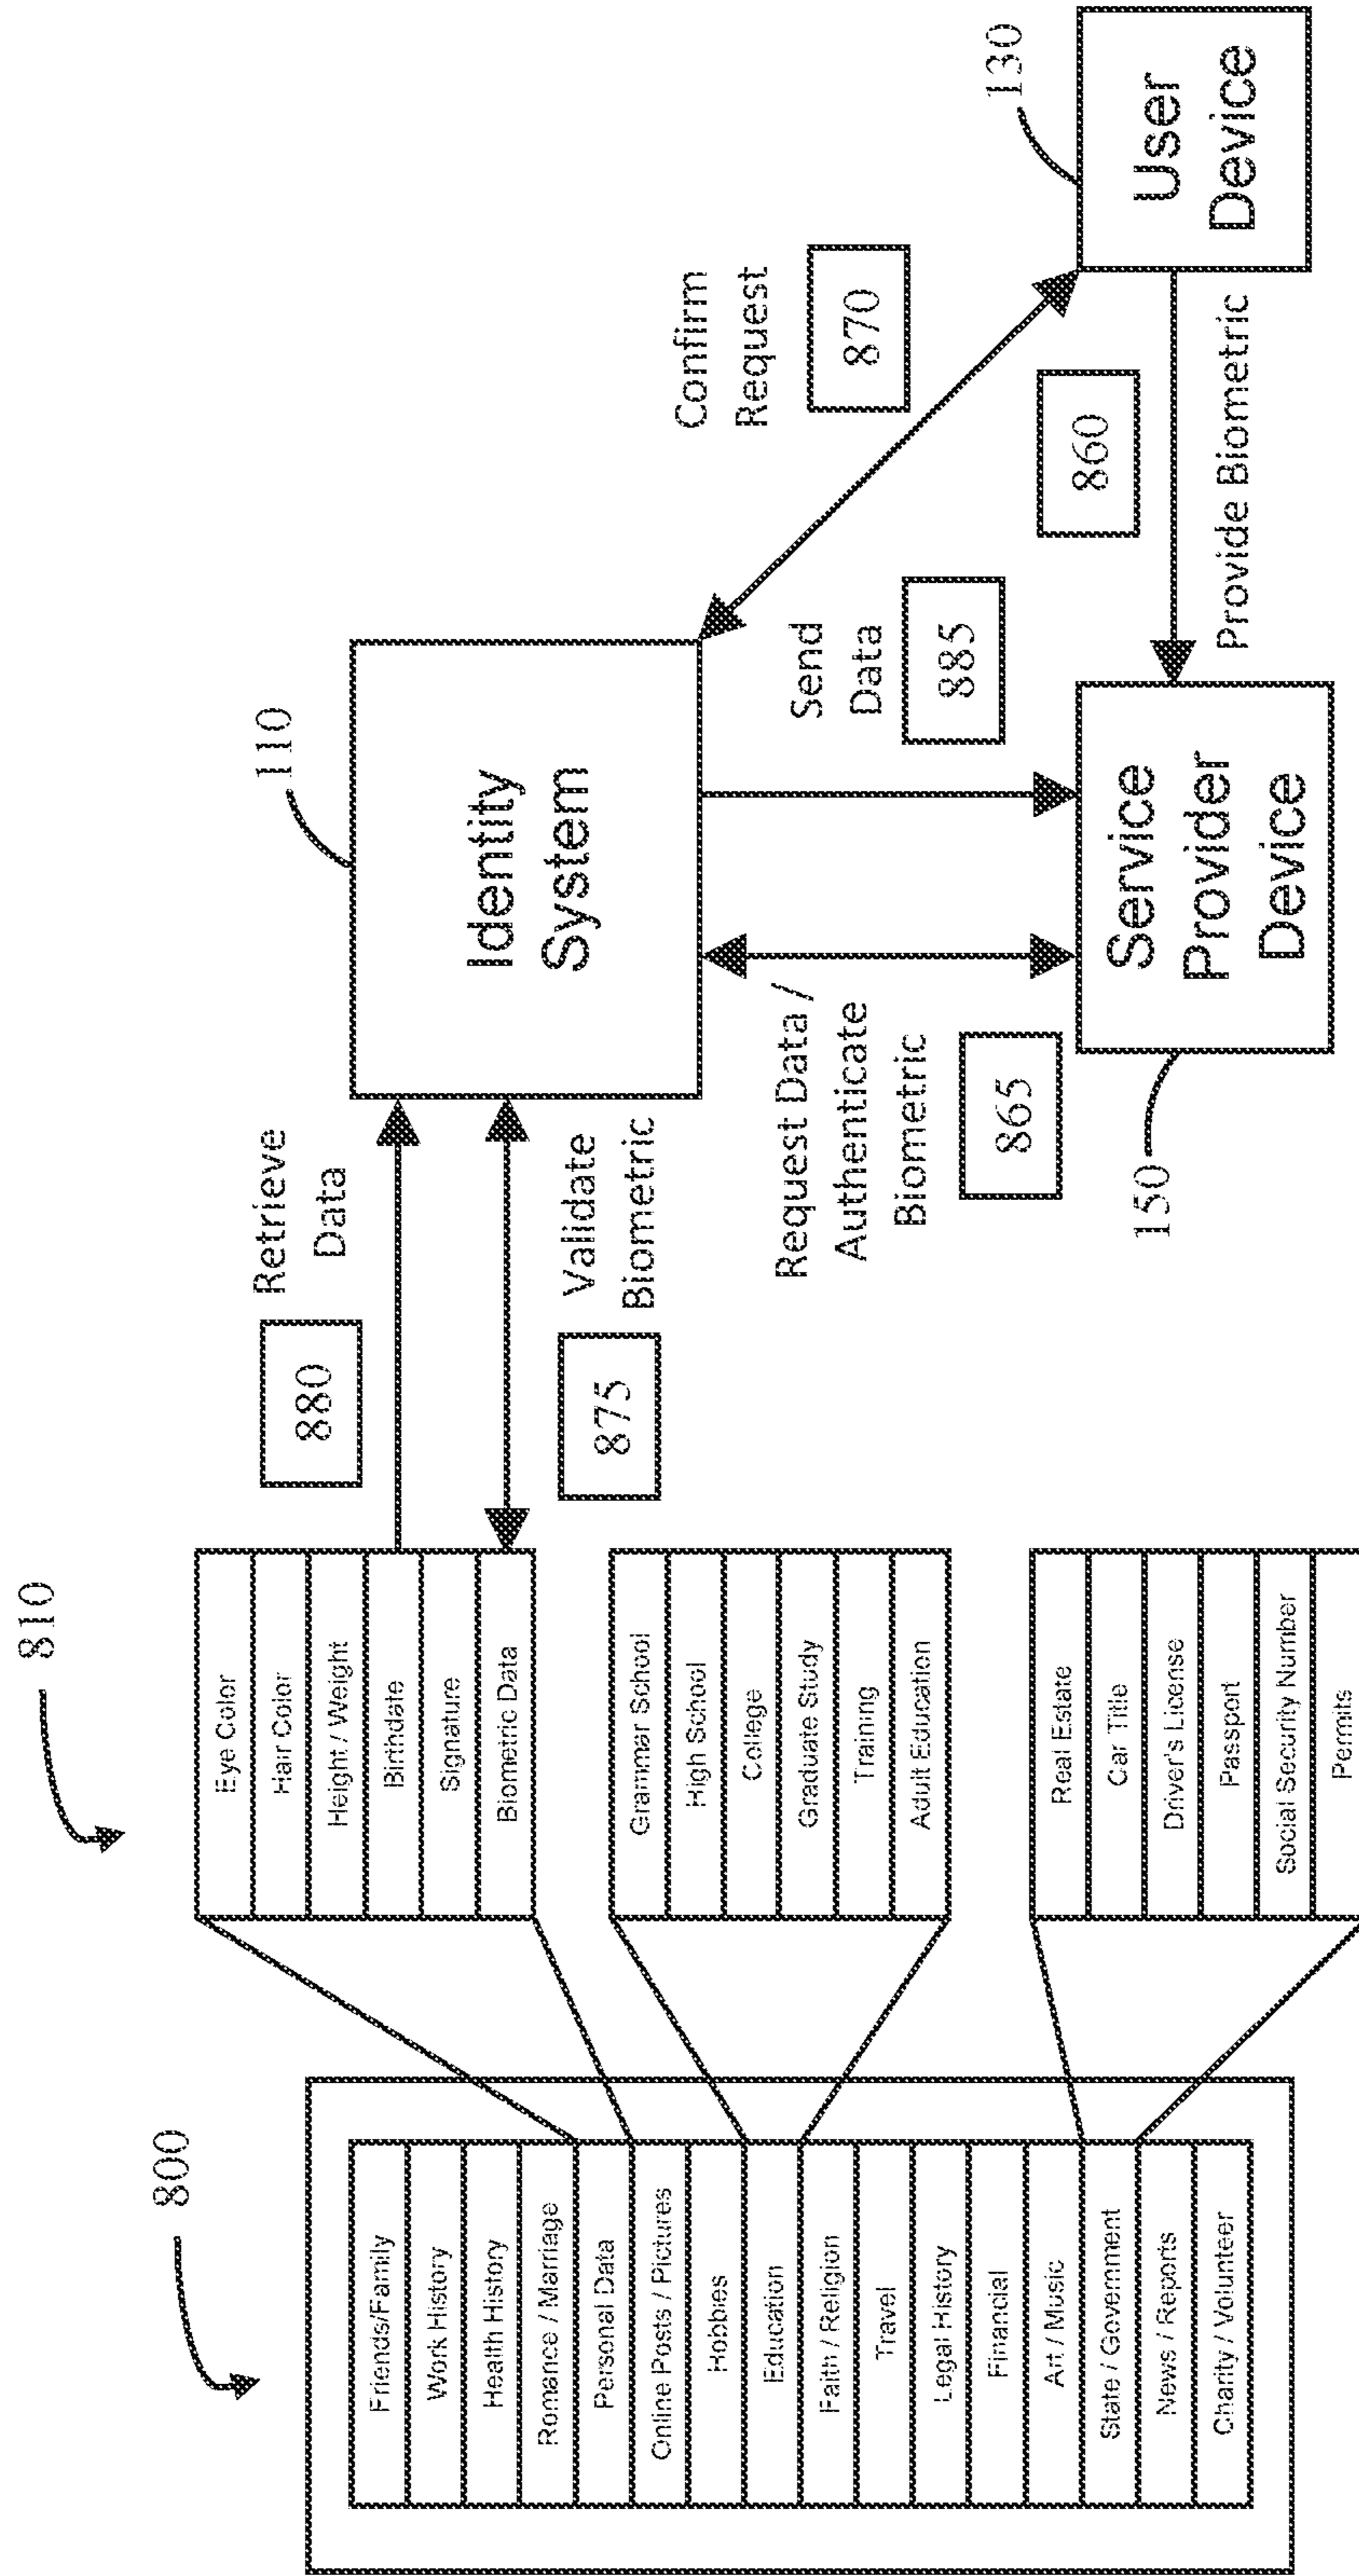 800
Friends/Family
Work History
Health History
Romance / Marriage
Personal Data
Online Posts / Pictures
Hobbies
Education
Faith / Religion
Travel
Legal History
Financial
Art / Music
State / Government
News / Reports
Charity / Volunteer
810
Eye Color
Hair Color
Height / Weight
Birthdate
Signature
Biometric Data
Grammar School
High School
College
Graduate Study
Training
Adult Education
Real Estate
Car Title
Driver's License
Passport
Social Security Number
Permits
880
Retrieve
Data
875
Validate
Biometric
110
Identity
System
Request Data /
Authenticate
Biometric
865
Send
Data
885
Confirm
Request
870
150
Service
Provider
Device
860
Provide Biometric
130
User
Device